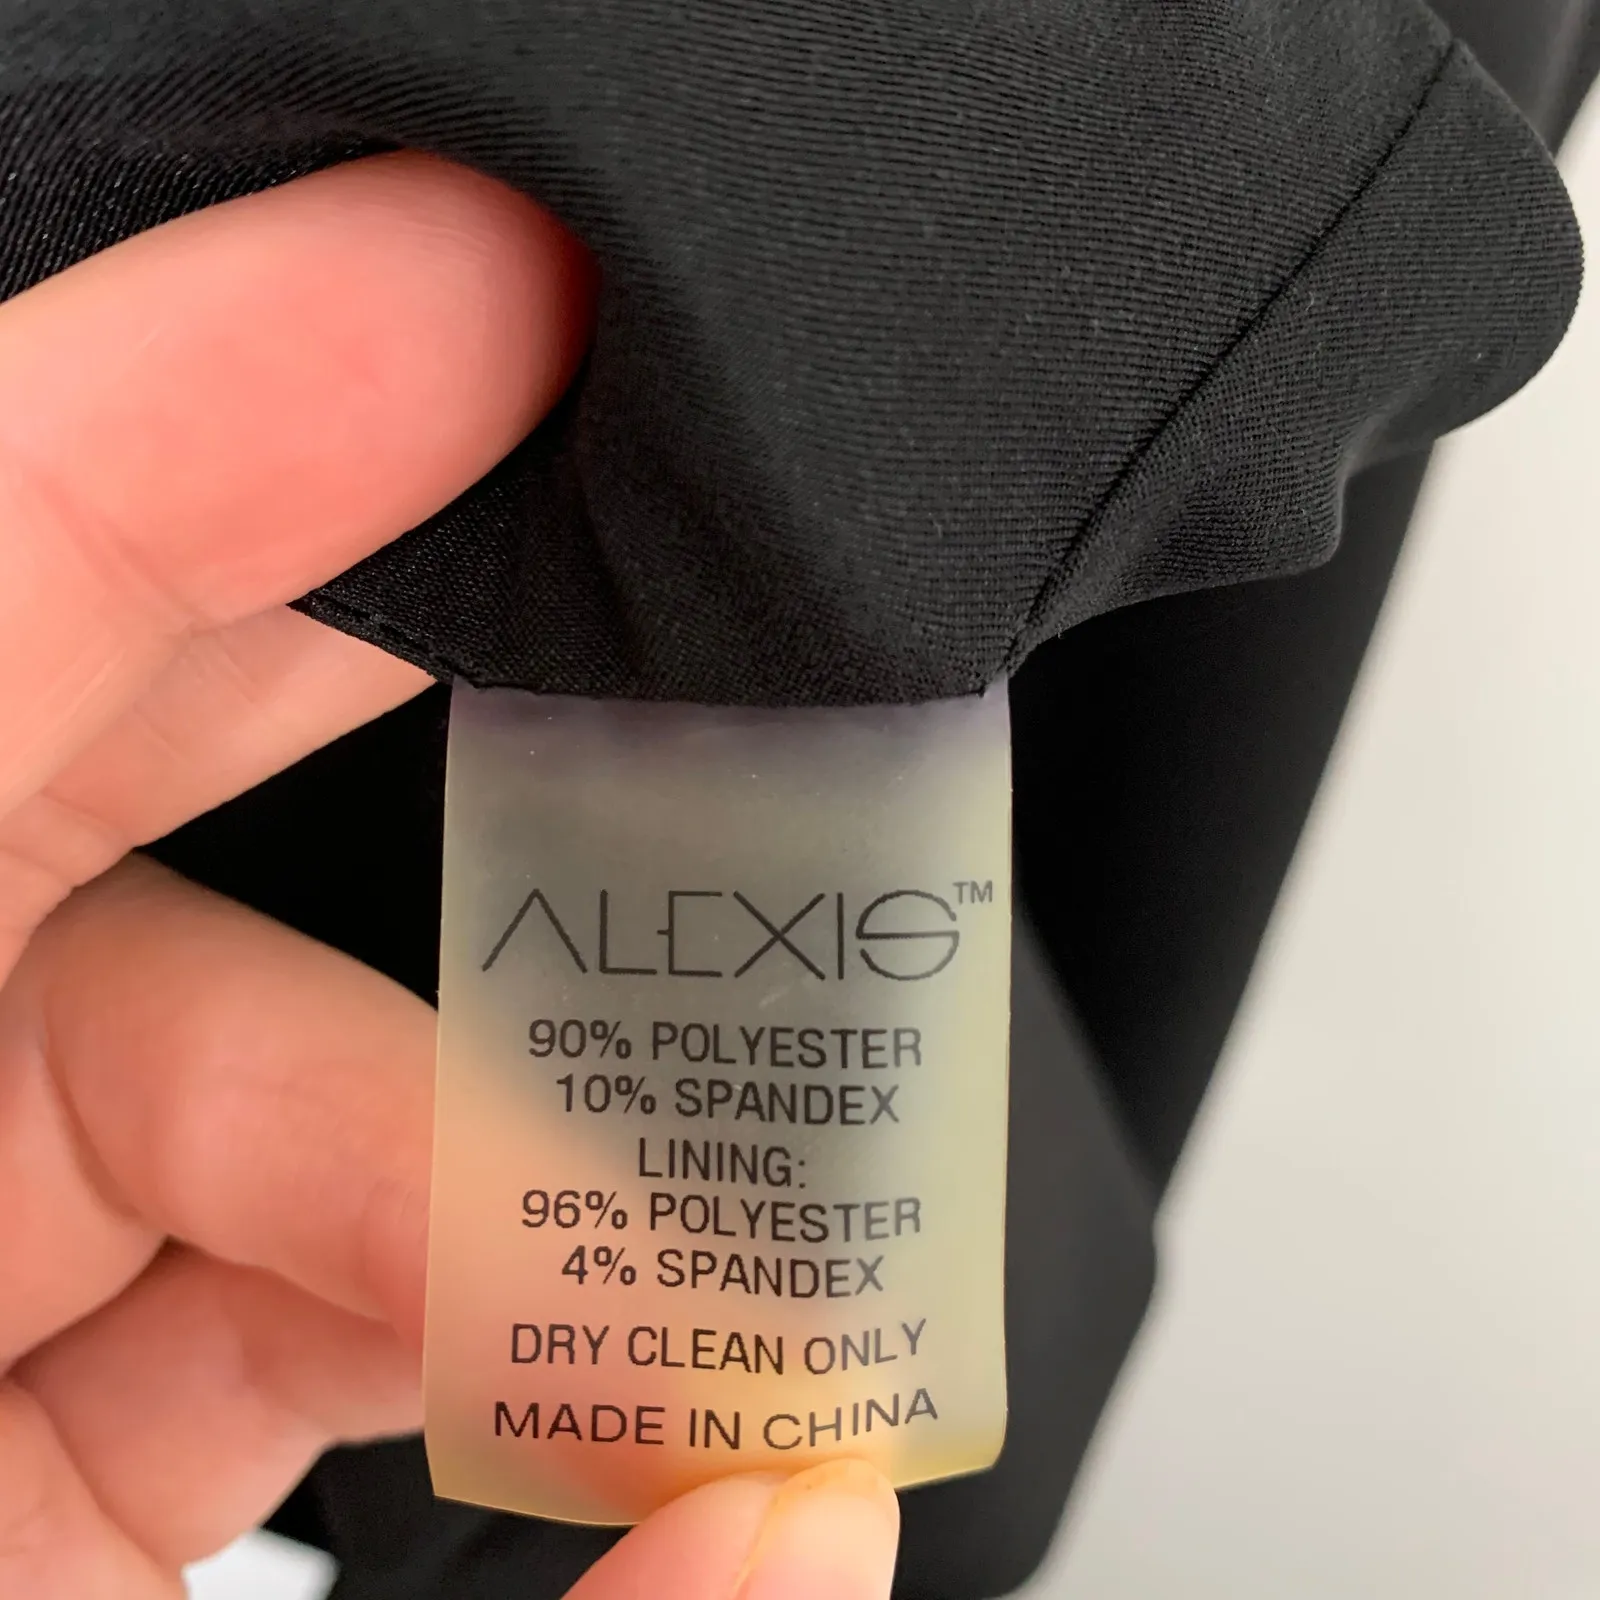 ALEXIS™
90% POLYESTER
10% SPANDEX
LINING:
96% POLYESTER
4% SPANDEX
DRY CLEAN ONLY
MADE IN CHINA